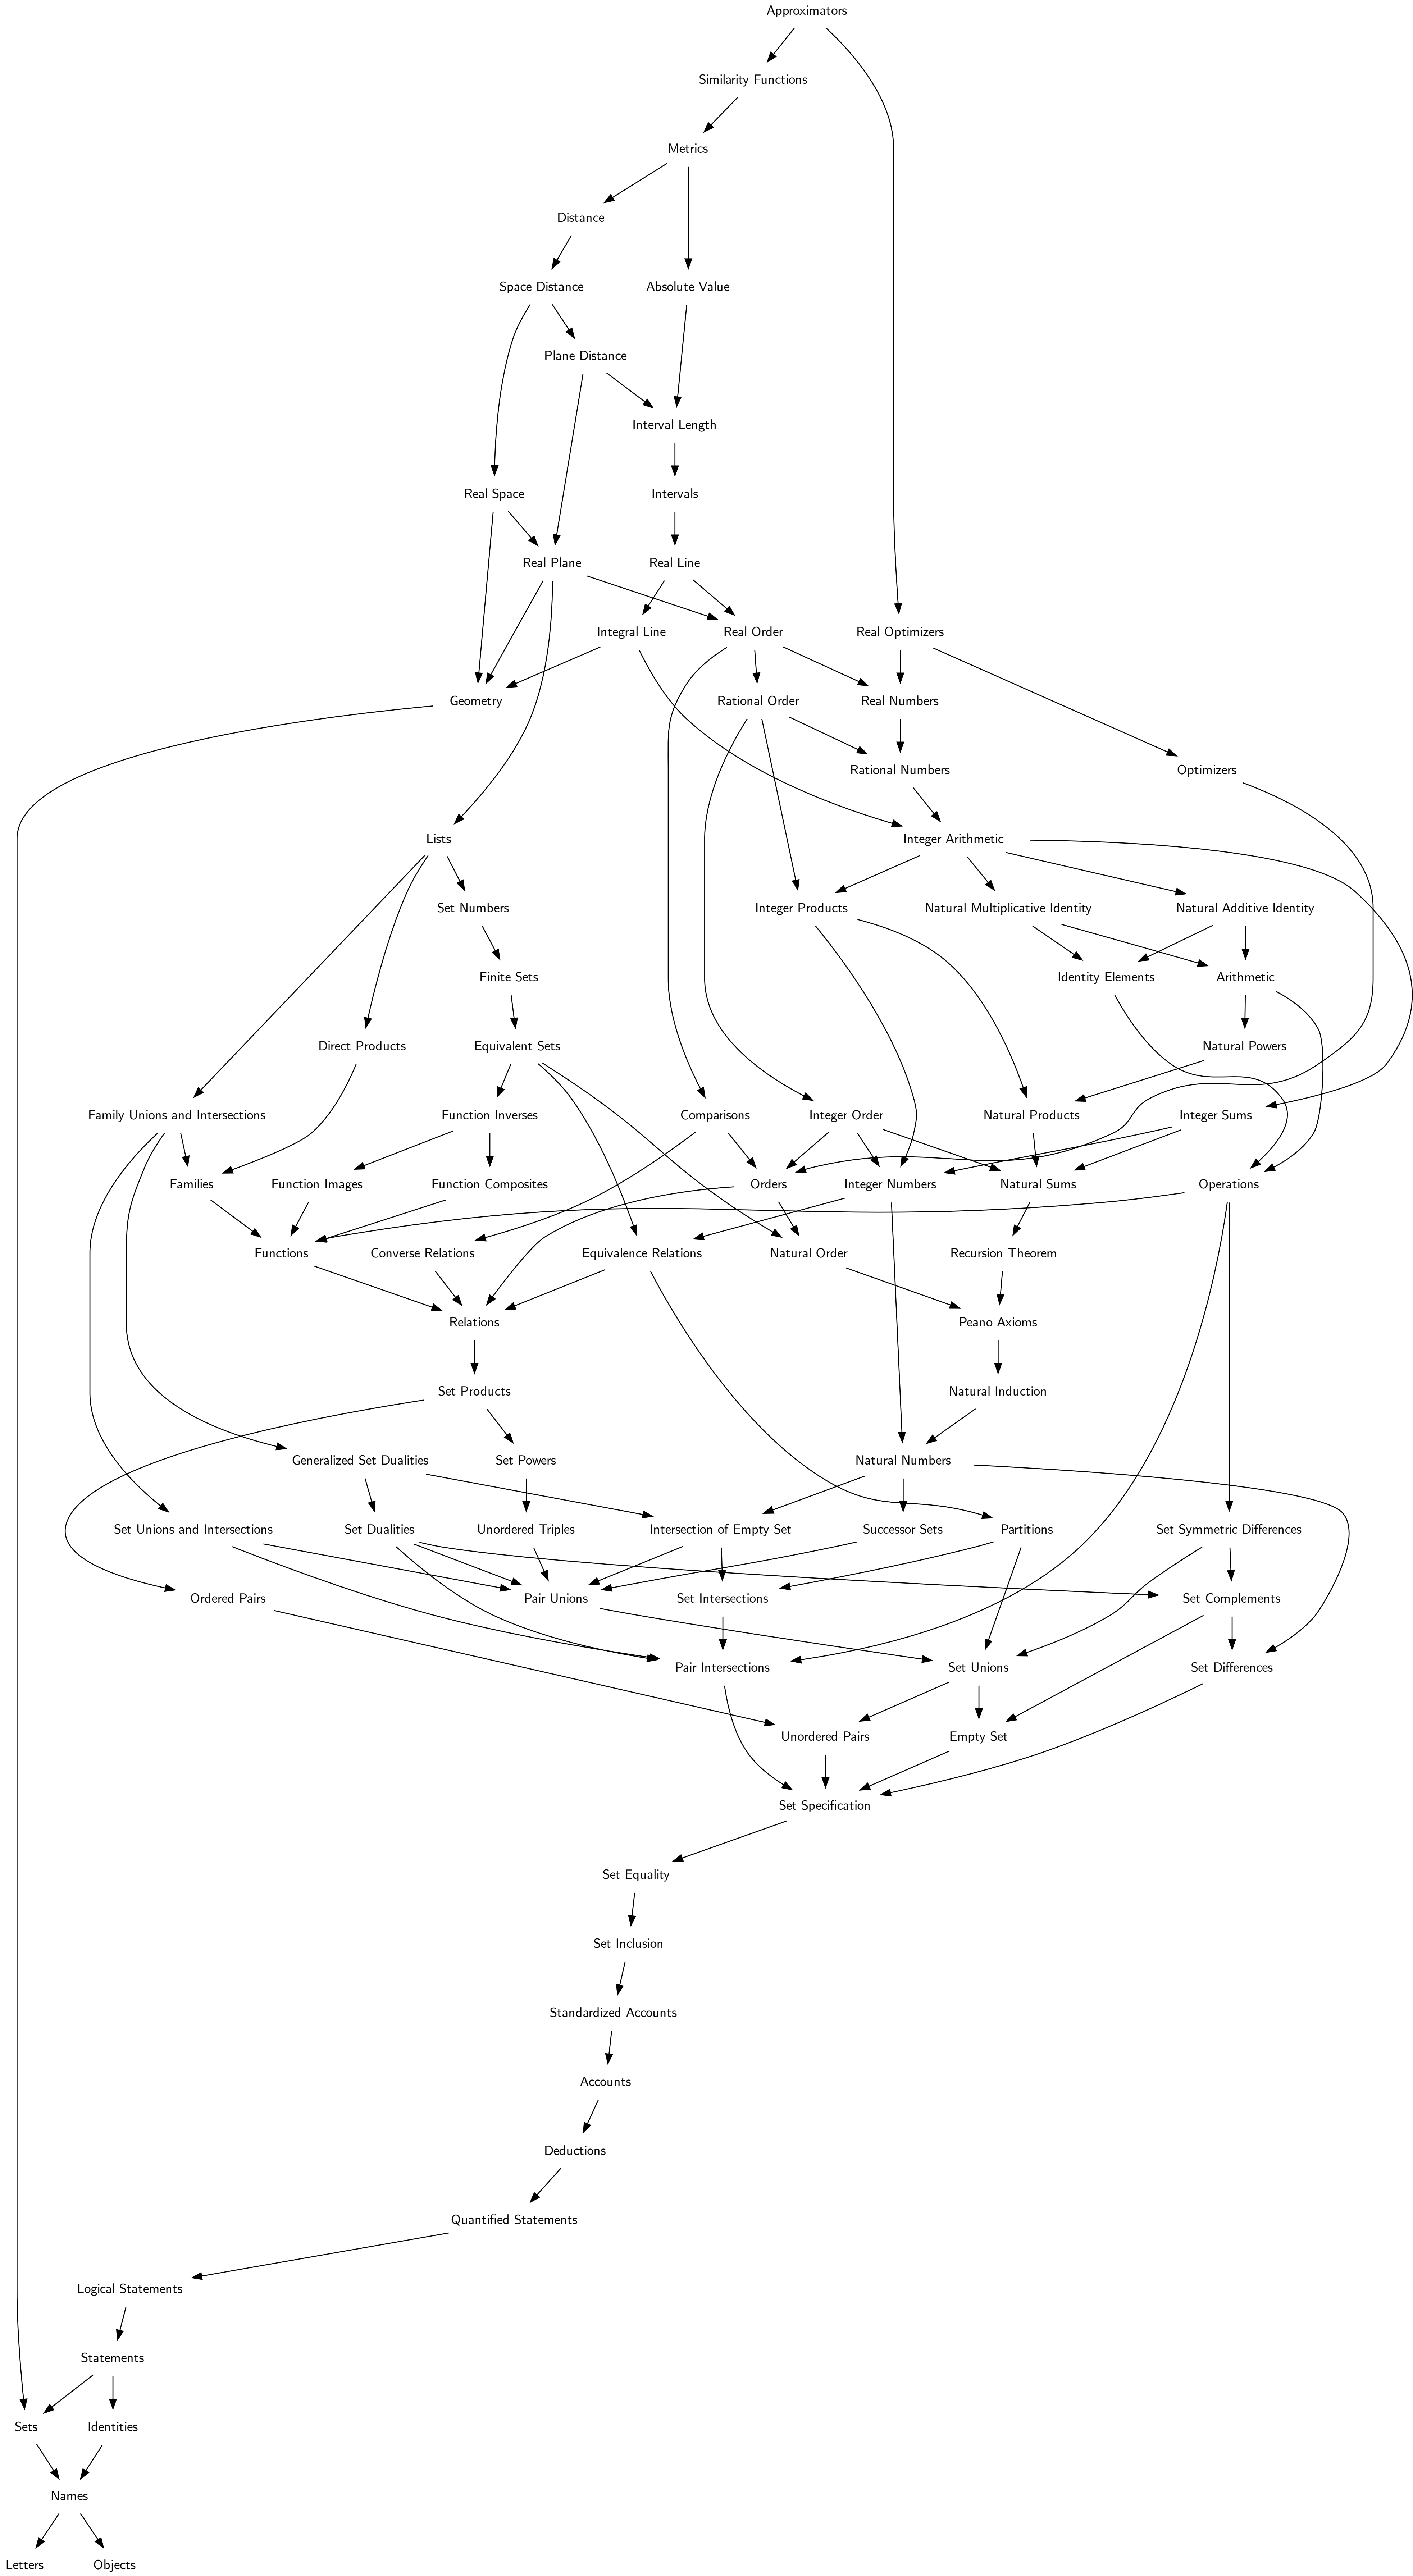 Approximators
Similarity Functions
Metrics
Distance
Space Distance
Absolute Value
Plane Distance
Interval Length
Real Space
Intervals
Real Plane
Real Line
Integral Line
Real Order
Real Optimizers
Geometry
Rational Order
Real Numbers
Rational Numbers
Optimizers
Lists
Integer Arithmetic
Set Numbers
Integer Products
Natural Multiplicative Identity
Natural Additive Identity
Finite Sets
Identity Elements
Arithmetic
Direct Products
Equivalent Sets
Natural Powers
Family Unions and Intersections
Function Inverses
Comparisons
Integer Order
Natural Products
Integer Sums
Families
Function Images
Function Composites
Orders
Integer Numbers
Natural Sums
Operations
Functions
Converse Relations
Equivalence Relations
Natural Order
Recursion Theorem
Relations
Peano Axioms
Set Products
Natural Induction
Generalized Set Dualities
Set Powers
Natural Numbers
Set Unions and Intersections
Set Dualities
Unordered Triples
Intersection of Empty Set
Successor Sets
Partitions
Set Symmetric Differences
Ordered Pairs
Pair Unions
Set Intersections
Set Complements
Pair Intersections
Set Unions
Set Differences
Unordered Pairs
Empty Set
Set Specification
Set Equality
Set Inclusion
Standardized Accounts
Accounts
Deductions
Quantified Statements
Logical Statements
Statements
Sets
Identities
Names
Letters
Objects